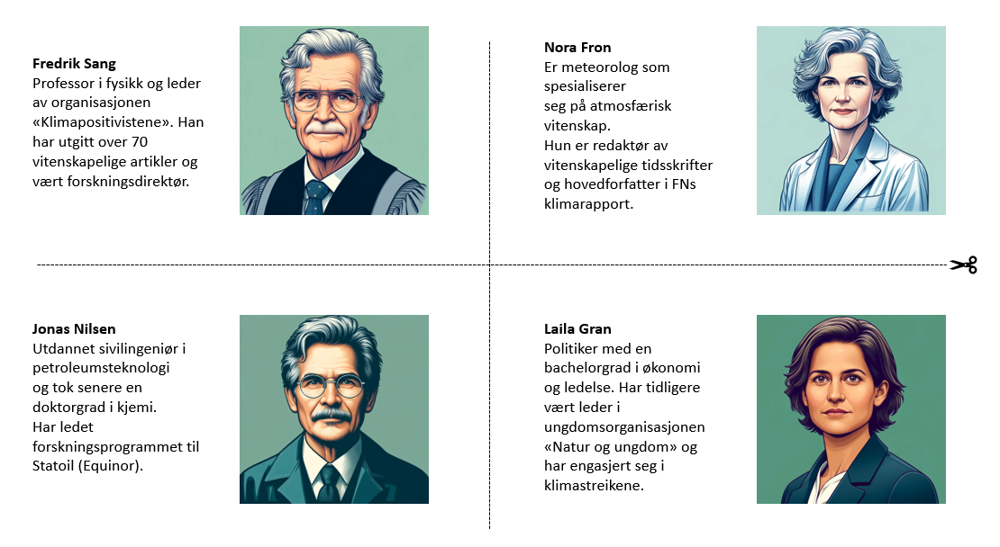 Fredrik Sang
Professor i fysikk og leder
av organisasjonen
«Klimapositivistene». Han
har utgitt over 70
vitenskapelige artikler og
vært forskningsdirektør.
Nora Fron
Er meteorolog som
spesialiserer
seg på atmosfærisk
vitenskap.
Hun er redaktør av
vitenskapelige tidsskrifter
og hovedforfatter i FNs
klimarapport.
Jonas Nilsen
Utdannet sivilingeniør i
petroleumsteknologi
og tok senere en
doktorgrad i kjemi.
Har ledet
forskningsprogrammet til
Statoil (Equinor).
Laila Gran
Politiker med en
bachelorgrad i økonomi
og ledelse. Har tidligere
vært leder i
ungdomsorganisasjonen
«Natur og ungdom» og
har engasjert seg i
klimastreikene.